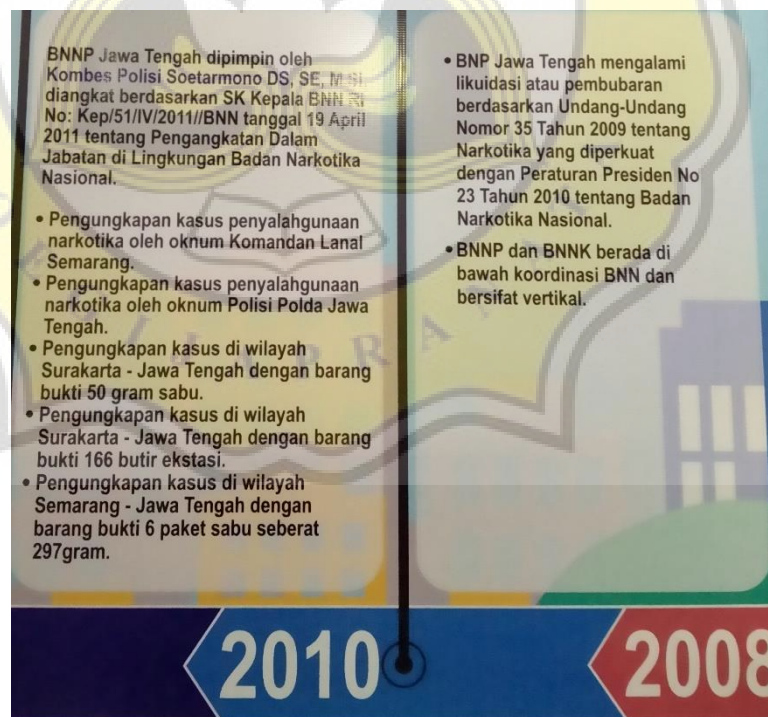 BNNP Jawa Tengah dipimpin oleh
Kombes Polisi Soetarmono DS, SE, M Si
diangkat berdasarkan SK Kepala BNN RI
No: Kep/51/IV/2011//BNN tanggal 19 April
2011 tentang Pengangkatan Dalam
Jabatan di Lingkungan Badan Narkotika
Nasional.
• Pengungkapan kasus penyalahgunaan
narkotika oleh oknum Komandan Lanal
Semarang.
• Pengungkapan kasus penyalahgunaan
narkotika oleh oknum Polisi Polda Jawa
Tengah.
• Pengungkapan kasus di wilayah
Surakarta - Jawa Tengah dengan barang
bukti 50 gram sabu.
• Pengungkapan kasus di wilayah
Surakarta - Jawa Tengah dengan barang
bukti 166 butir ekstasi.
• Pengungkapan kasus di wilayah
Semarang - Jawa Tengah dengan
barang bukti 6 paket sabu seberat
297gram.
• BNP Jawa Tengah mengalami
likuidasi atau pembubaran
berdasarkan Undang-Undang
Nomor 35 Tahun 2009 tentang
Narkotika yang diperkuat
dengan Peraturan Presiden No
23 Tahun 2010 tentang Badan
Narkotika Nasional.
• BNNP dan BNNK berada di
bawah koordinasi BNN dan
bersifat vertikal.
2010
2008